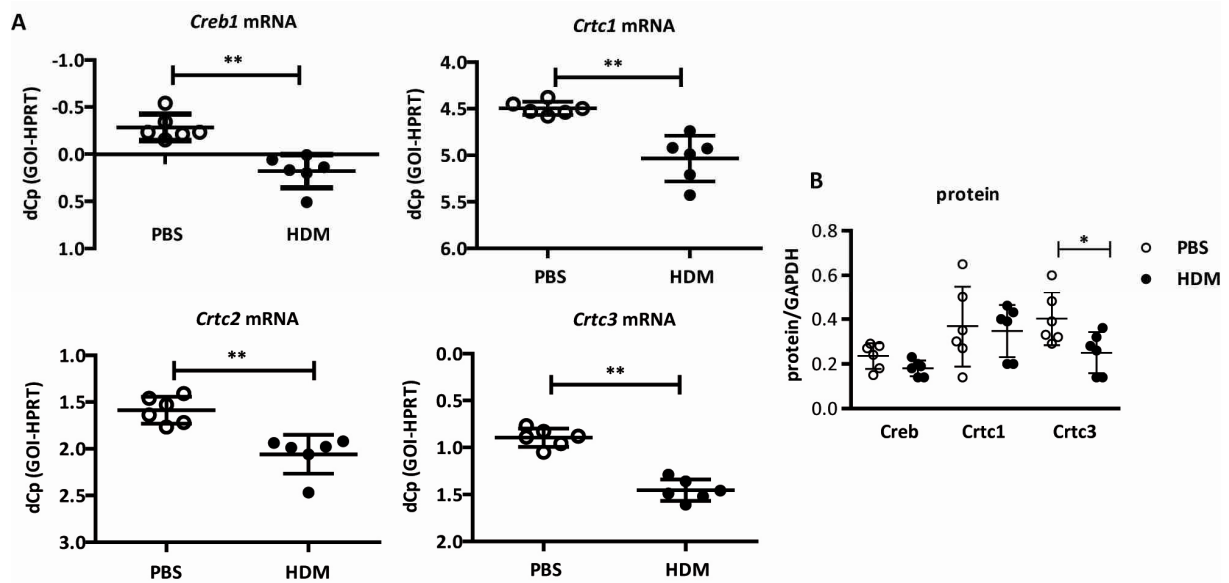 A
Creb1 mRNA
dCp (GOI-HPRT)
-1.0
-0.5
0.0
0.5
1.0
**
PBS
HDM
Crtc1 mRNA
dCp (GOI-HPRT)
4.0
4.5
5.0
5.5
6.0
**
PBS
HDM
Crtc2 mRNA
dCp (GOI-HPRT)
1.0
1.5
2.0
2.5
3.0
**
PBS
HDM
Crtc3 mRNA
dCp (GOI-HPRT)
0.0
0.5
1.0
1.5
2.0
**
PBS
HDM
B
protein
protein/GAPDH
0.8
0.6
0.4
0.2
0.0
*
Creb
Crtc1
Crtc3
PBS
HDM